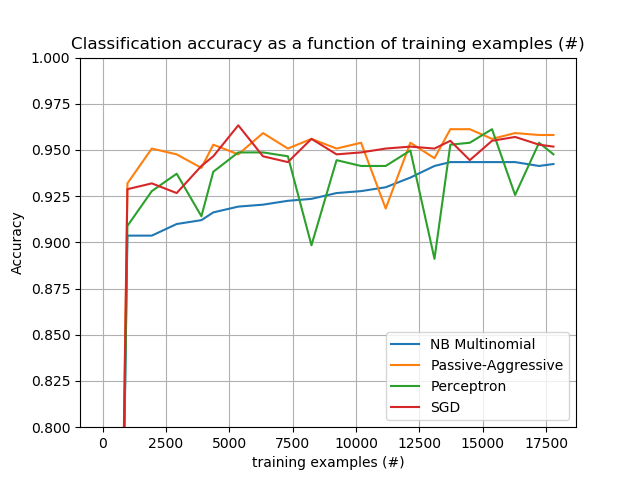 Classification accuracy as a function of training examples (#)
1.000
0.975
0.950
0.925
0.900
0.875
0.850
0.825
0.800
Accuracy
NB Multinomial
Passive-Aggressive
Perceptron
SGD
0 2500 5000 7500 10000 12500 15000 17500
training examples (#)